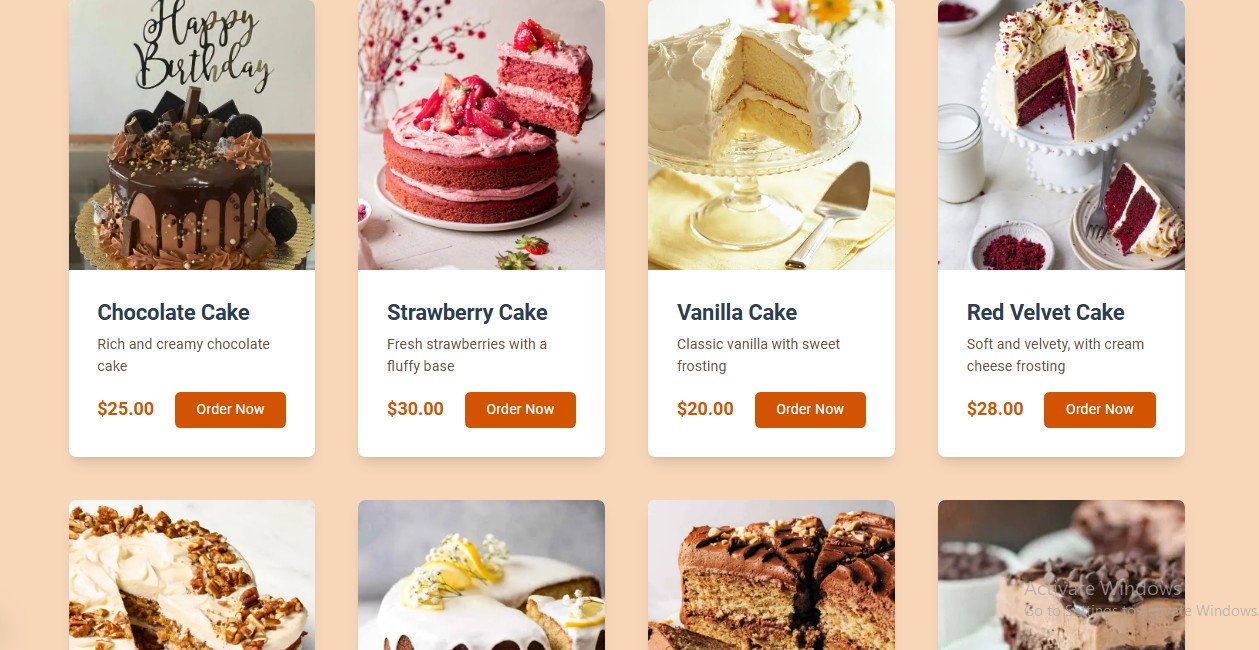 Happy
Birthday
Chocolate Cake
Rich and creamy chocolate
cake
$25.00
Order Now
Strawberry Cake
Fresh strawberries with a
fluffy base
$30.00
Order Now
Vanilla Cake
Classic vanilla with sweet
frosting
$20.00
Order Now
Red Velvet Cake
Soft and velvety, with cream
cheese frosting
$28.00
Order Now
Activate Windows
Go to Settings to activate Windows.